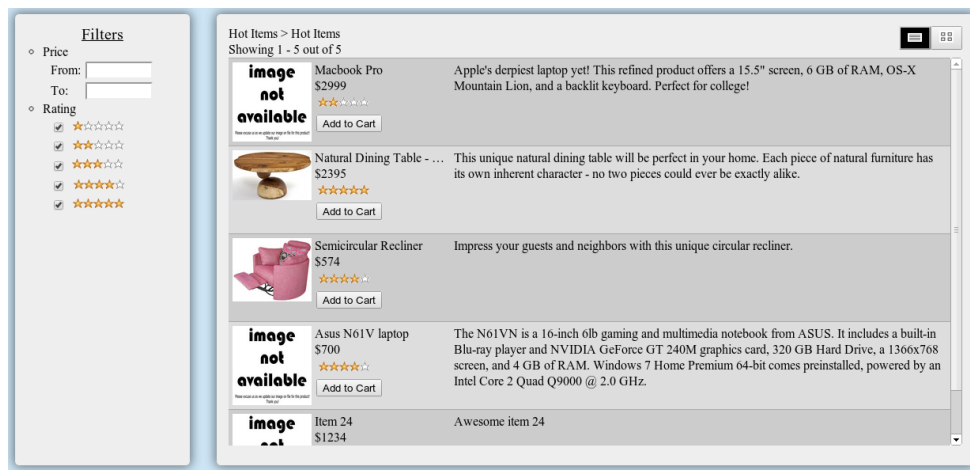 Filters
Price
From:
To:
Rating
Hot Items > Hot Items
Showing 1 - 5 out of 5
image
not
available
Macbook Pro
$2999
Add to Cart
Apple's derpiest laptop yet! This refined product offers a 15.5" screen, 6 GB of RAM, OS-X
Mountain Lion, and a backlit keyboard. Perfect for college!
Natural Dining Table - ...
$2395
Add to Cart
This unique natural dining table will be perfect in your home. Each piece of natural furniture has
its own inherent character - no two pieces could ever be exactly alike.
Semicircular Recliner
$574
Add to Cart
Impress your guests and neighbors with this unique circular recliner.
image
not
available
Asus N61V laptop
$700
Add to Cart
The N61VN is a 16-inch 6lb gaming and multimedia notebook from ASUS. It includes a built-in
Blu-ray player and NVIDIA GeForce GT 240M graphics card, 320 GB Hard Drive, a 1366x768
screen, and 4 GB of RAM. Windows 7 Home Premium 64-bit comes preinstalled, powered by an
Intel Core 2 Quad Q9000 @ 2.0 GHz.
image
not
Item 24
$1234
Awesome item 24